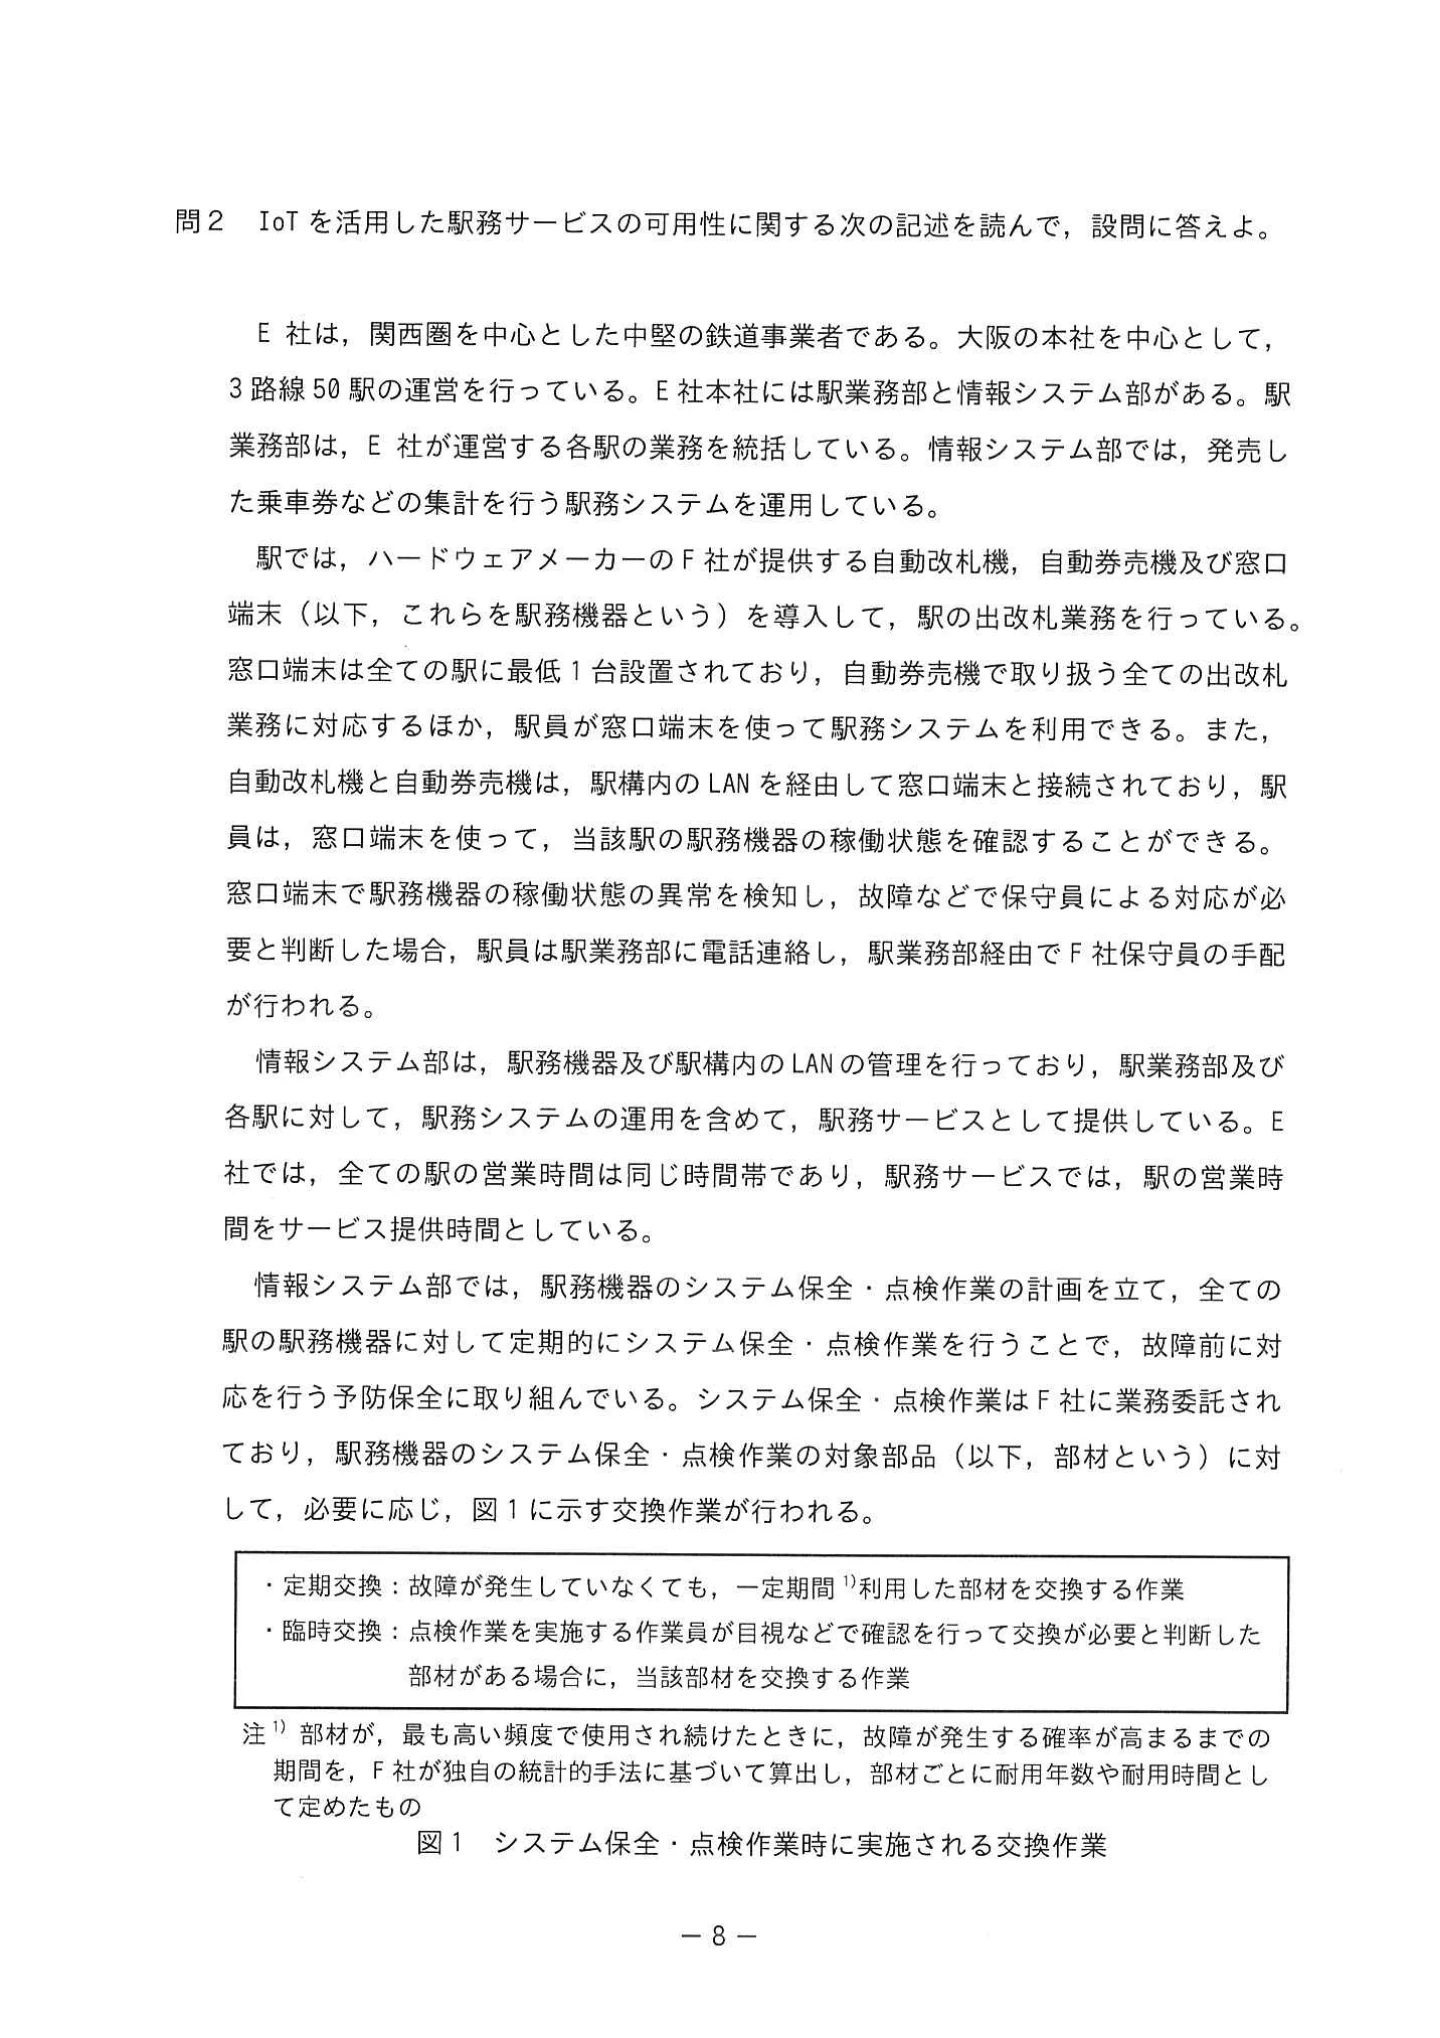 問２　IoT を活用した駅務サービスの可用性に関する次の記述を読んで，設問に答えよ。
E 社は，関西圏を中心とした中堅の鉄道事業者である。大阪の本社を中心として，
3 路線 50 駅の運営を行っている。E 社本社には駅業務部と情報システム部がある。駅
業務部は，E 社が運営する各駅の業務を統括している。情報システム部では，発売し
た乗車券などの集計を行う駅務システムを運用している。
駅では，ハードウェアメーカーの F 社が提供する自動改札機，自動券売機及び窓口
端末（以下，これらを駅務機器という）を導入して，駅の出改札業務を行っている。
窓口端末は全ての駅に最低 1 台設置されており，自動券売機で取り扱う全ての出改札
業務に対応するほか，駅員が窓口端末を使って駅務システムを利用できる。また，
自動改札機と自動券売機は，駅構内の LAN を経由して窓口端末と接続されており，駅
員は，窓口端末を使って，当該駅の駅務機器の稼働状態を確認することができる。
窓口端末で駅務機器の稼働状態の異常を検知し，故障などで保守員による対応が必
要と判断した場合，駅員は駅業務部に電話連絡し，駅業務部経由で F 社保守員の手配
が行われる。
情報システム部は，駅務機器及び駅構内の LAN の管理を行っており，駅業務部及び
各駅に対して，駅務システムの運用を含めて，駅務サービスとして提供している。E
社では，全ての駅の営業時間は同じ時間帯であり，駅務サービスでは，駅の営業時
間をサービス提供時間としている。
情報システム部では，駅務機器のシステム保全・点検作業の計画を立て，全ての
駅の駅務機器に対して定期的にシステム保全・点検作業を行うことで，故障前に対
応を行う予防保全に取り組んでいる。システム保全・点検作業は F 社に業務委託され
ており，駅務機器のシステム保全・点検作業の対象部品（以下，部材という）に対
して，必要に応じ，図 1 に示す交換作業が行われる。
・定期交換：故障が発生していなくても，一定期間 1)利用した部材を交換する作業
・臨時交換：点検作業を実施する作業員が目視などで確認を行って交換が必要と判断した
部材がある場合に，当該部材を交換する作業
注 1) 部材が，最も高い頻度で使用され続けたときに，故障が発生する確率が高まるまでの
期間を，F 社が独自の統計的手法に基づいて算出し，部材ごとに耐用年数や耐用時間とし
て定めたもの
図 1　システム保全・点検作業時に実施される交換作業
－ 8 －